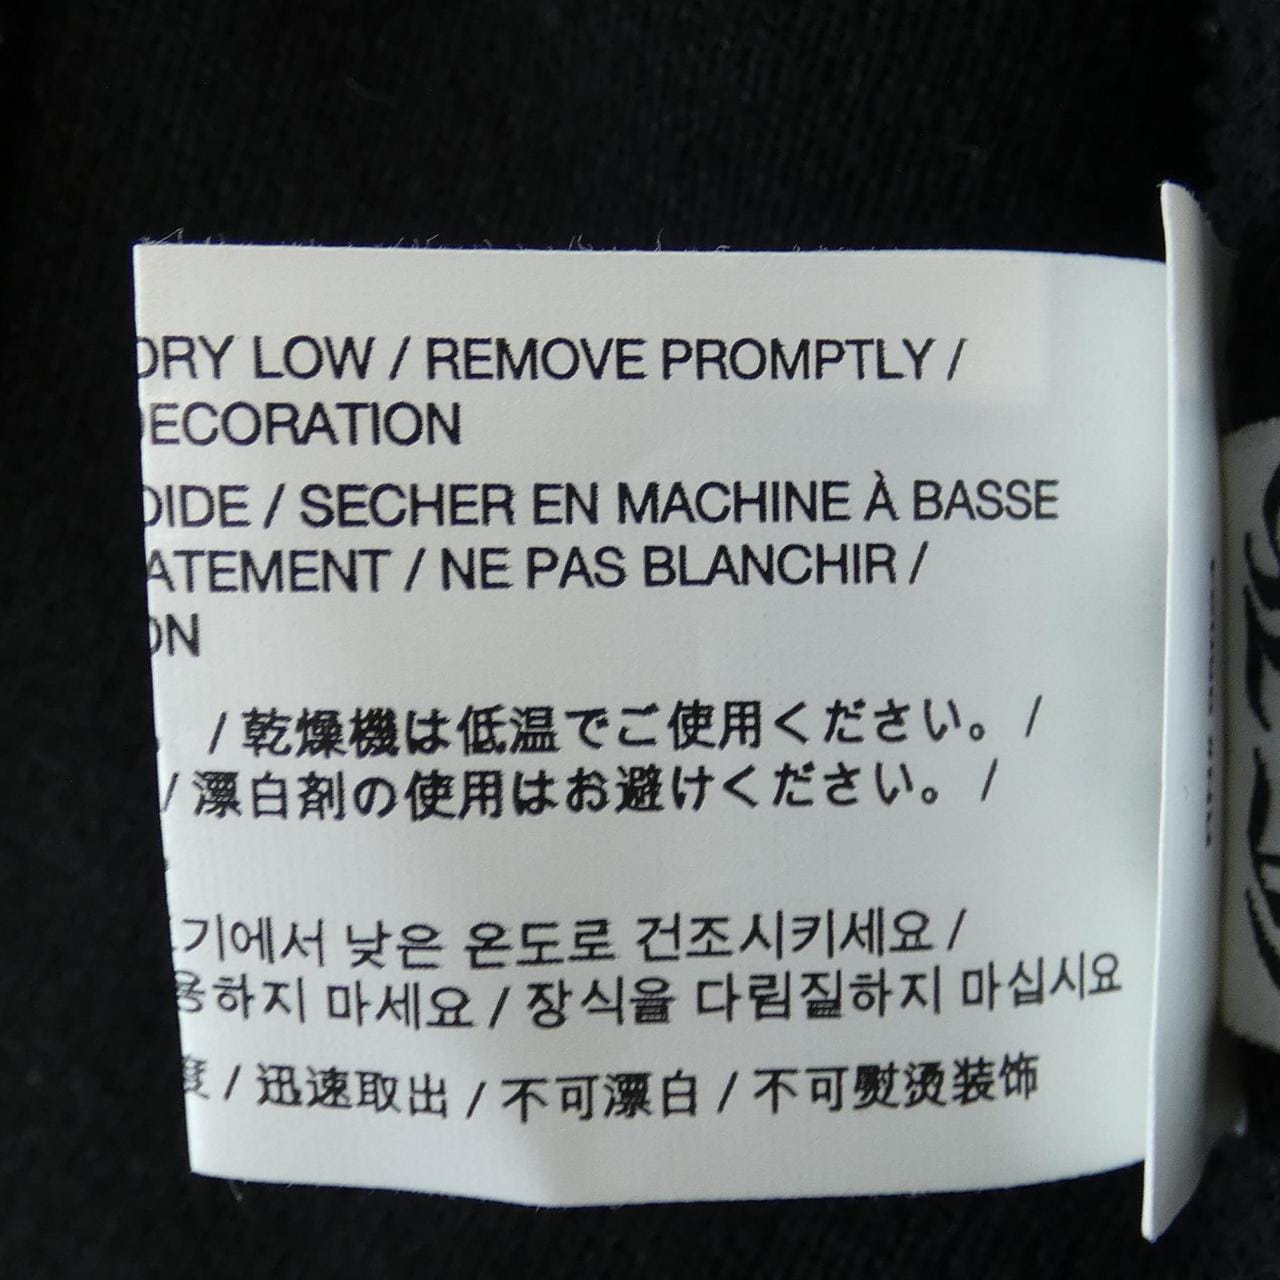 DRY LOW / REMOVE PROMPTLY /
DECORATION
OIDE / SECHER EN MACHINE À BASSE
ATEMENT / NE PAS BLANCHIR /
ON
/ 乾燥機は低温でご使用ください。 /
/ 漂白剤の使用はお避けください。 /
기에서 낮은 온도로 건조시키세요 /
용하지 마세요 / 장식을 다림질하지 마십시요
度 / 迅速取出 / 不可漂白 / 不可熨烫装饰